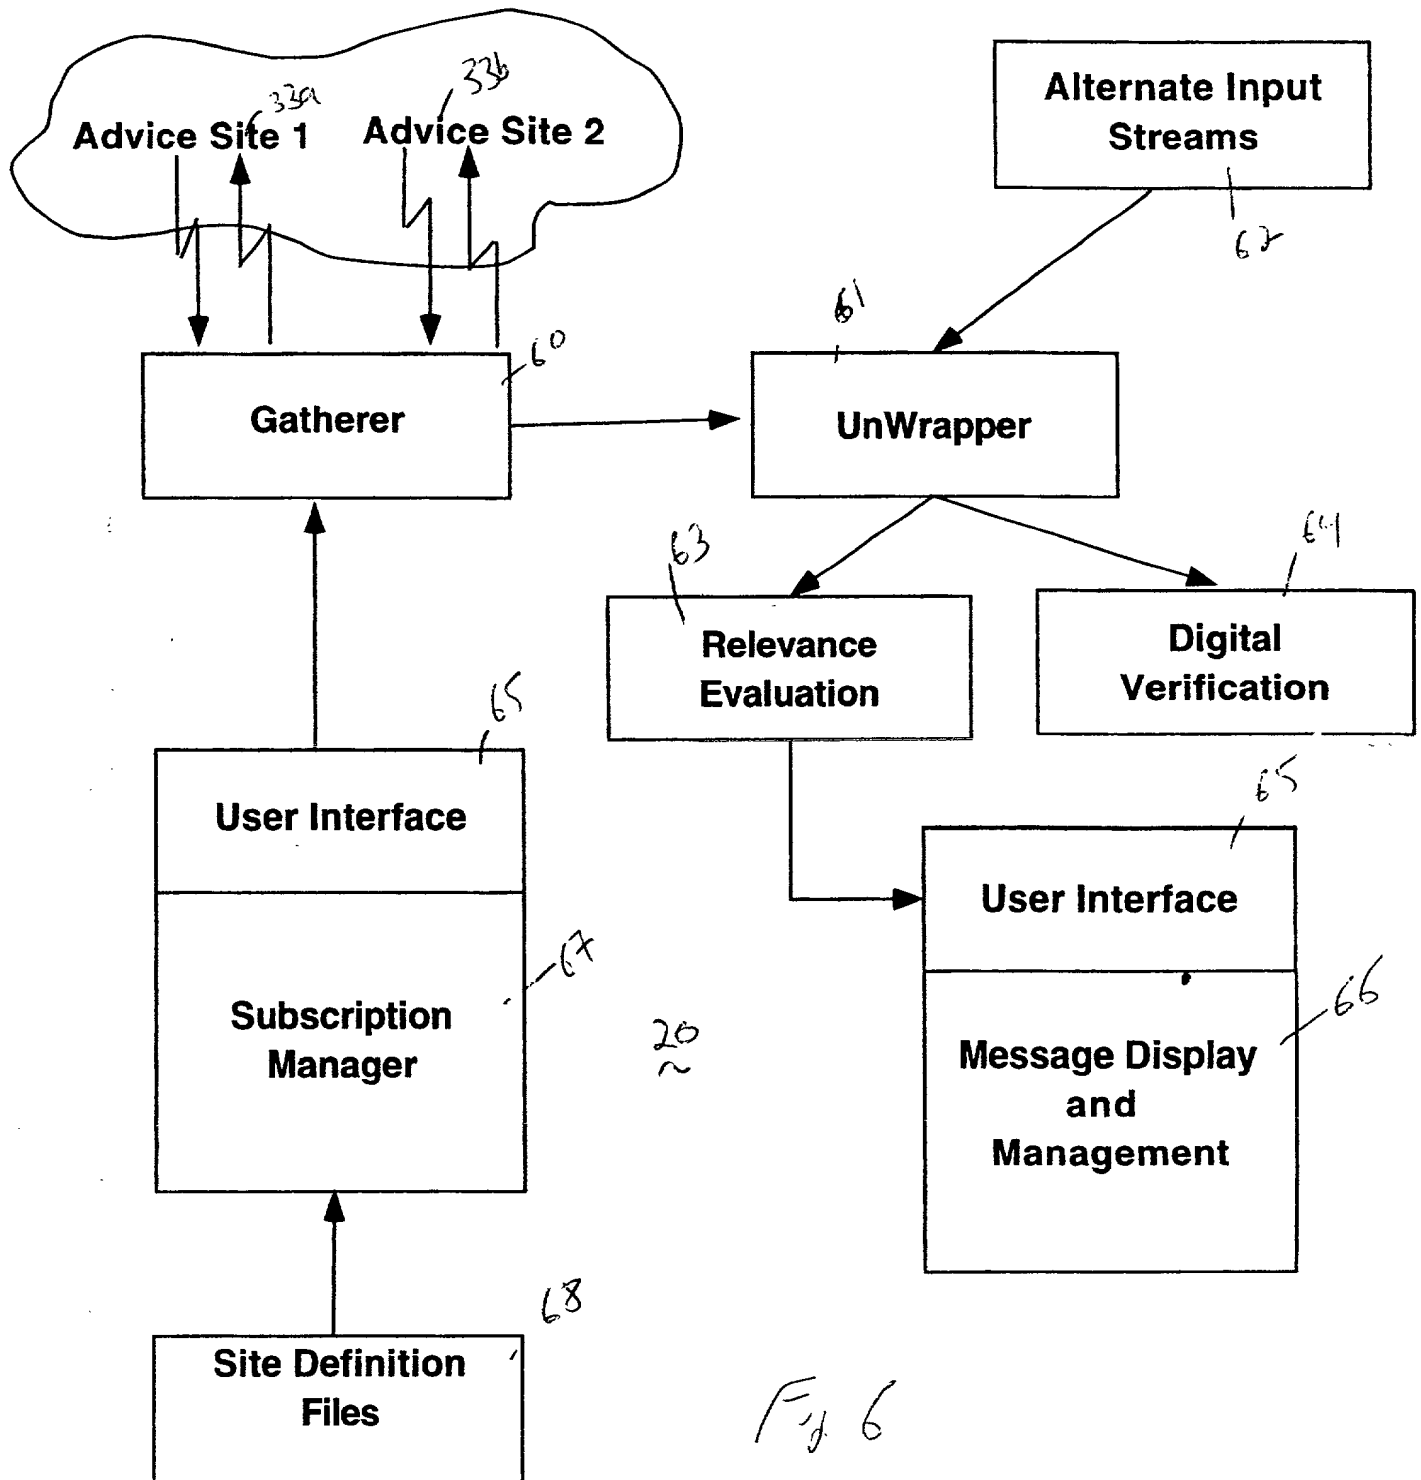 33a
33b
Advice Site 1
Advice Site 2
Alternate Input
Streams
62
61
60
Gatherer
UnWrapper
63
64
Relevance
Evaluation
Digital
Verification
65
User Interface
65
User Interface
67
Subscription
Manager
20
66
Message Display
and
Management
68
Site Definition
Files
Fig 6